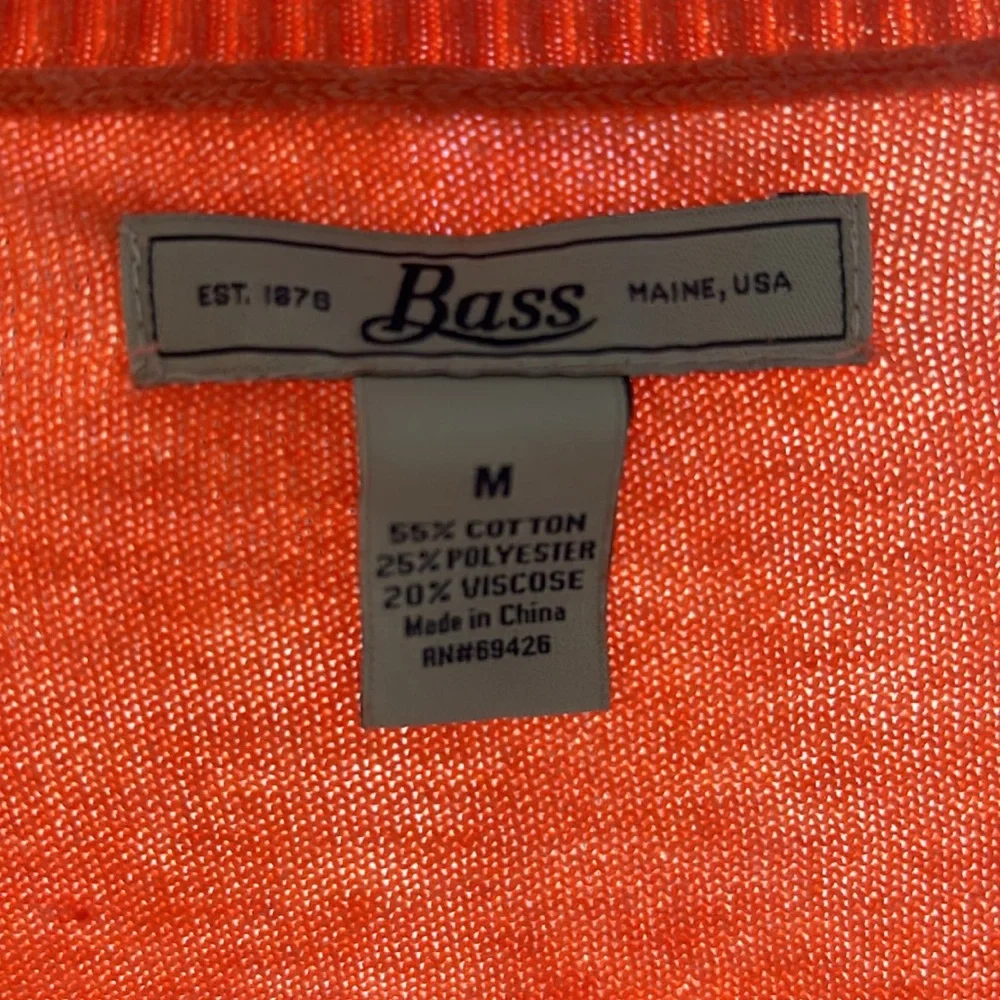 EST. 1876 Bass MAINE, USA
M
55% COTTON
25% POLYESTER
20% VISCOSE
Made in China
RN#69426